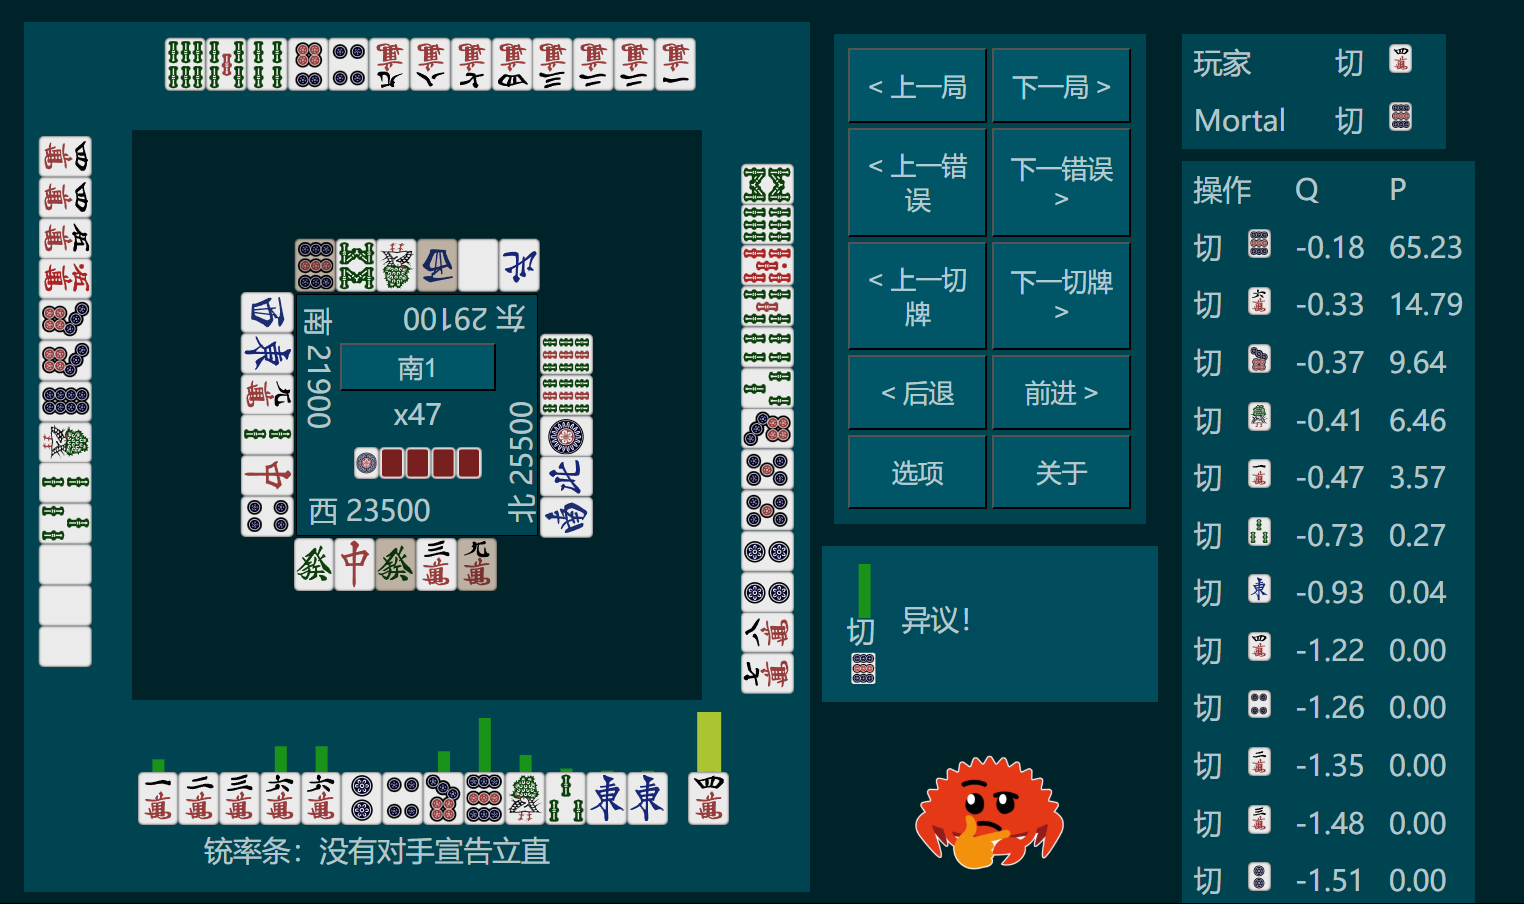 东 29100
南 21900
南1
x47
西 23500
北 25500
铳率条：没有对手宣告立直
< 上一局
下一局 >
< 上一错误
下一错误 >
< 上一切牌
下一切牌 >
< 后退
前进 >
选项
关于
切
异议！
玩家 切
Mortal 切
操作 Q P
切 -0.18 65.23
切 -0.33 14.79
切 -0.37 9.64
切 -0.41 6.46
切 -0.47 3.57
切 -0.73 0.27
切 -0.93 0.04
切 -1.22 0.00
切 -1.26 0.00
切 -1.35 0.00
切 -1.48 0.00
切 -1.51 0.00